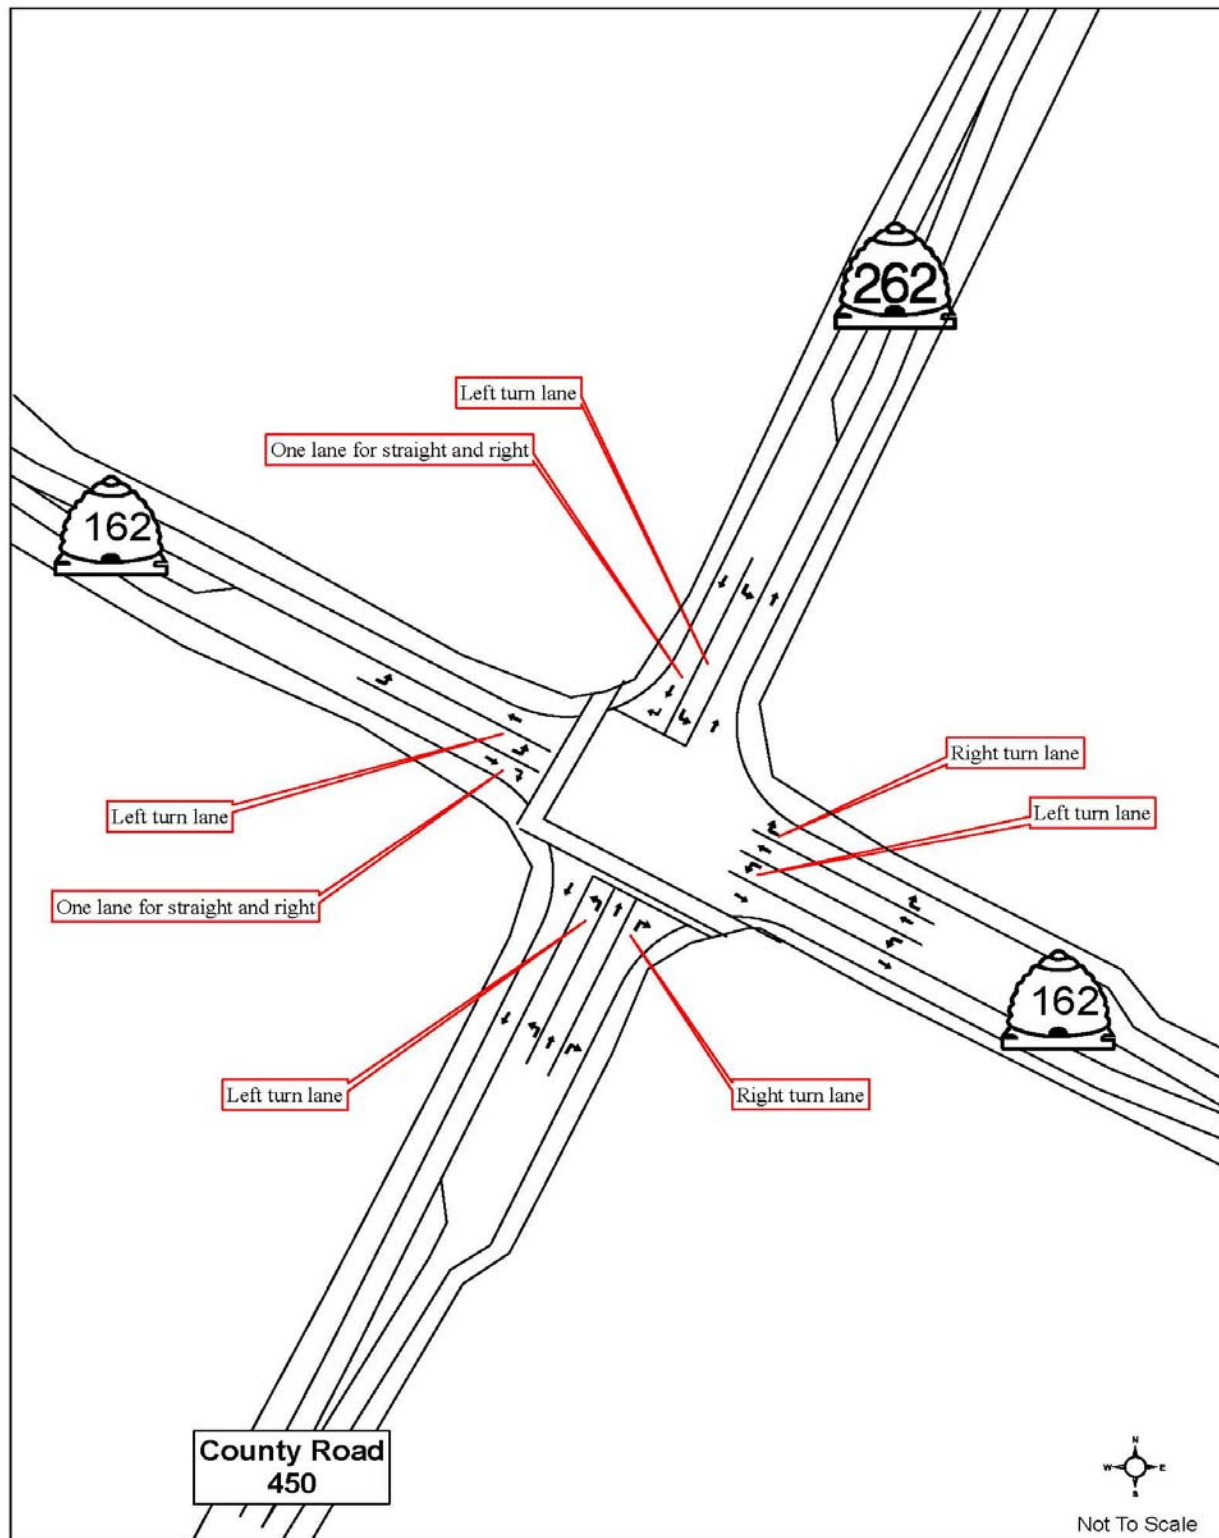 262
Left turn lane
One lane for straight and right
162
Right turn lane
Left turn lane
Left turn lane
One lane for straight and right
162
Left turn lane
Right turn lane
County Road
450
N
W E
S
Not To Scale